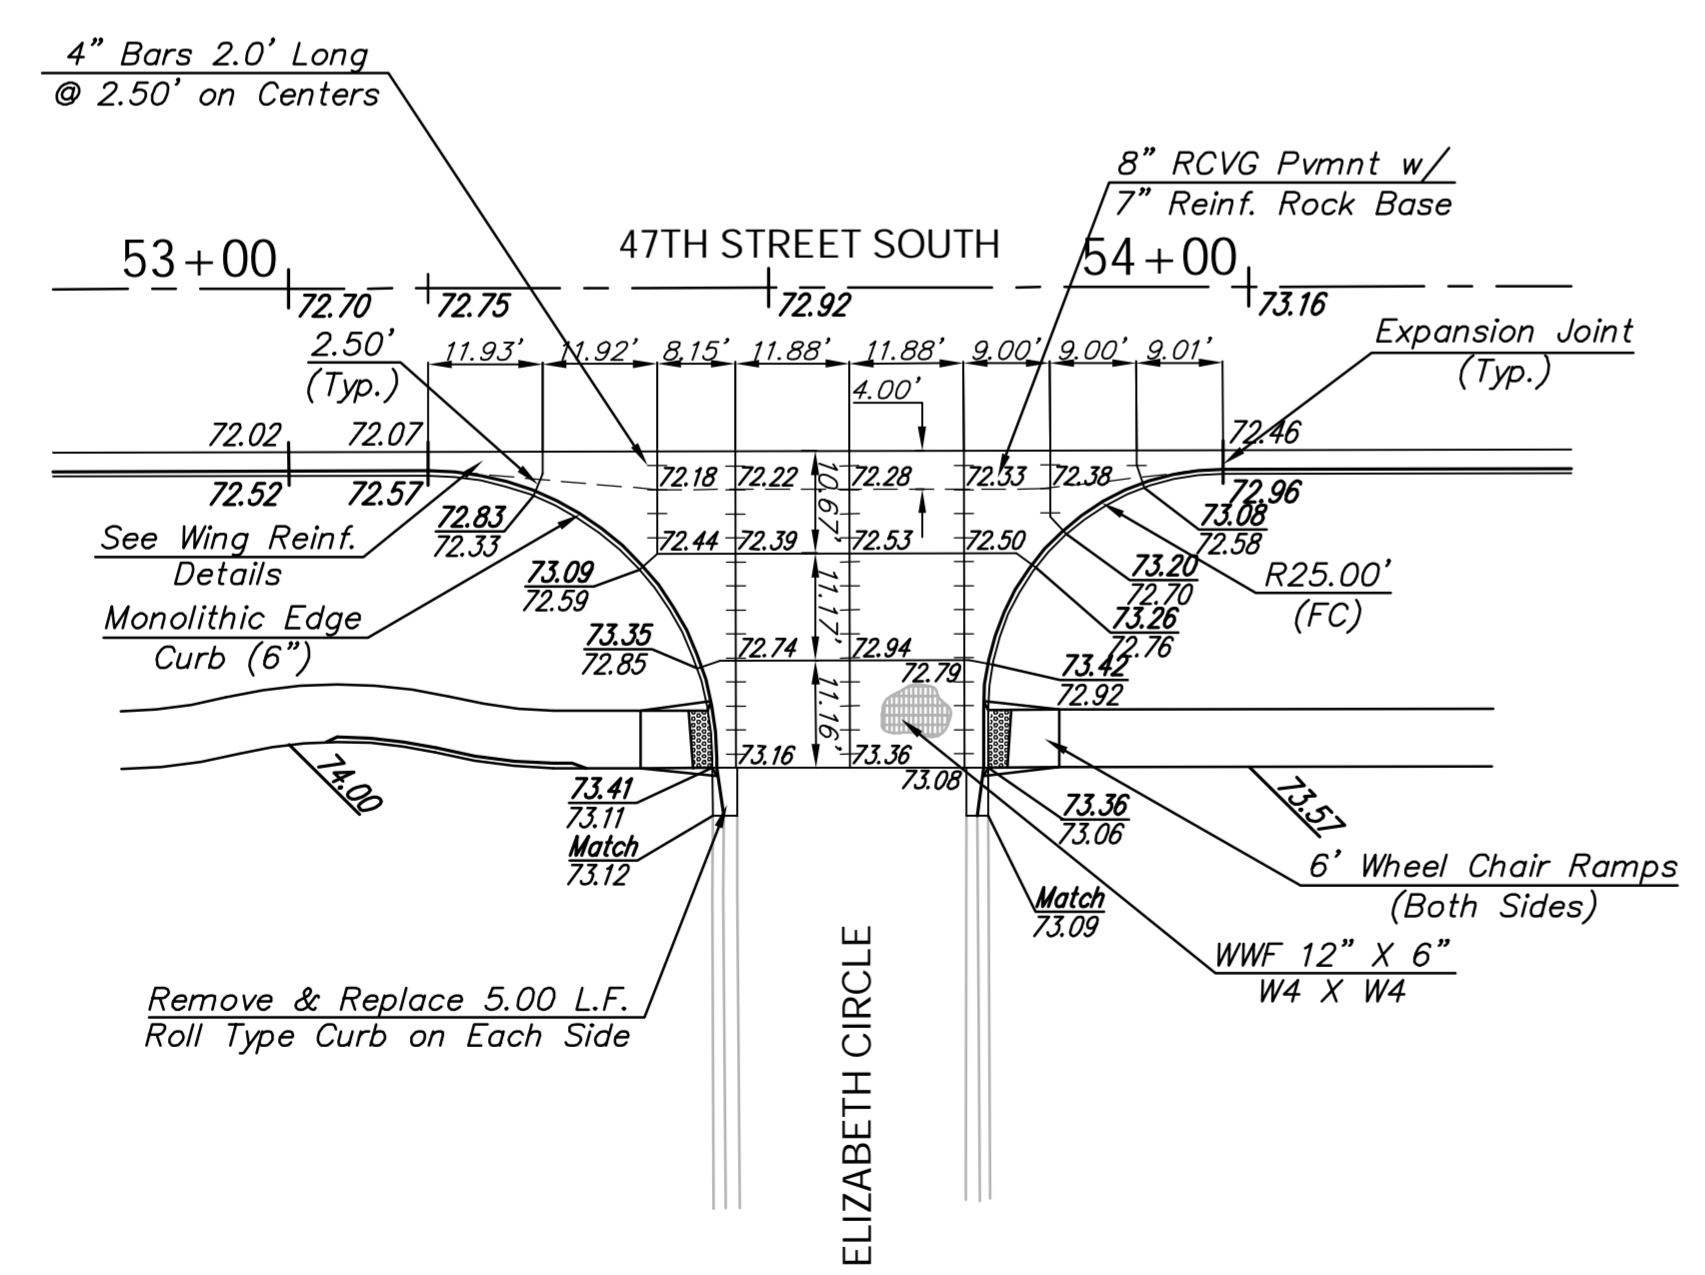 4” Bars 2.0’ Long
@ 2.50’ on Centers
8” RCVG Pvmnt w/
7” Reinf. Rock Base
47TH STREET SOUTH
53+00
54+00
72.70
72.75
72.92
73.16
2.50’
(Typ.)
11.93’
11.92’
8.15’
11.88’
11.88’
9.00’
9.00’
9.01’
Expansion Joint
(Typ.)
4.00’
72.02
72.07
72.46
72.52
72.57
72.18
72.22
72.28
72.33
72.38
72.96
10.67’
72.83
72.33
73.08
72.58
See Wing Reinf.
Details
72.44
72.39
72.53
72.50
73.09
72.59
73.20
72.70
R25.00’
(FC)
Monolithic Edge
Curb (6”)
11.17’
73.26
72.76
73.35
72.85
72.74
72.94
72.79
73.42
72.92
11.16’
74.00
73.16
73.36
73.08
73.41
73.11
73.36
73.06
73.57
Match
73.12
6’ Wheel Chair Ramps
(Both Sides)
Match
73.09
WWF 12” X 6”
W4 X W4
Remove & Replace 5.00 L.F.
Roll Type Curb on Each Side
ELIZABETH CIRCLE